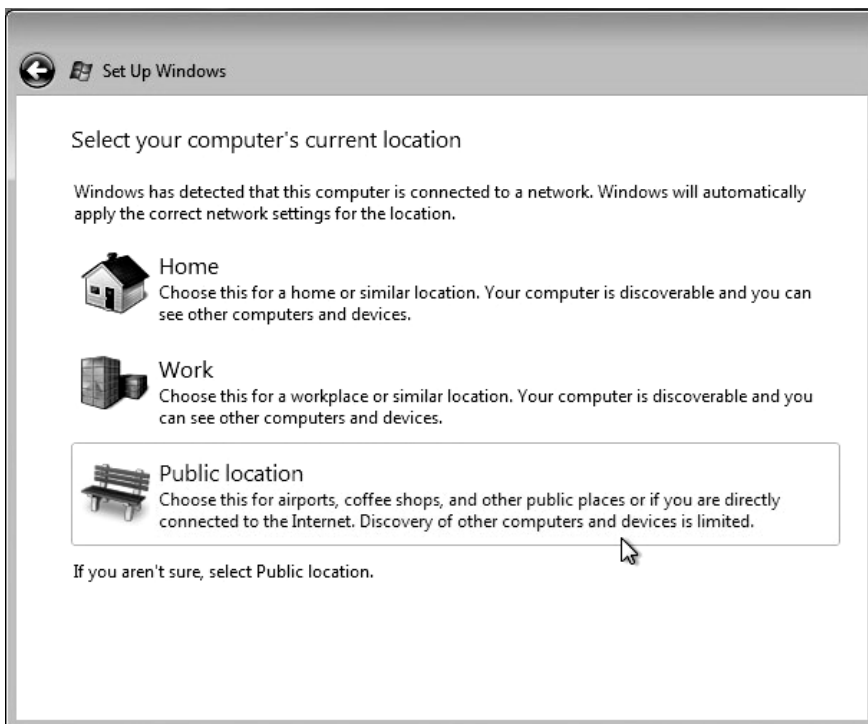 Set Up Windows
Select your computer's current location
Windows has detected that this computer is connected to a network. Windows will automatically
apply the correct network settings for the location.
Home
Choose this for a home or similar location. Your computer is discoverable and you can
see other computers and devices.
Work
Choose this for a workplace or similar location. Your computer is discoverable and you
can see other computers and devices.
Public location
Choose this for airports, coffee shops, and other public places or if you are directly
connected to the Internet. Discovery of other computers and devices is limited.
If you aren't sure, select Public location.